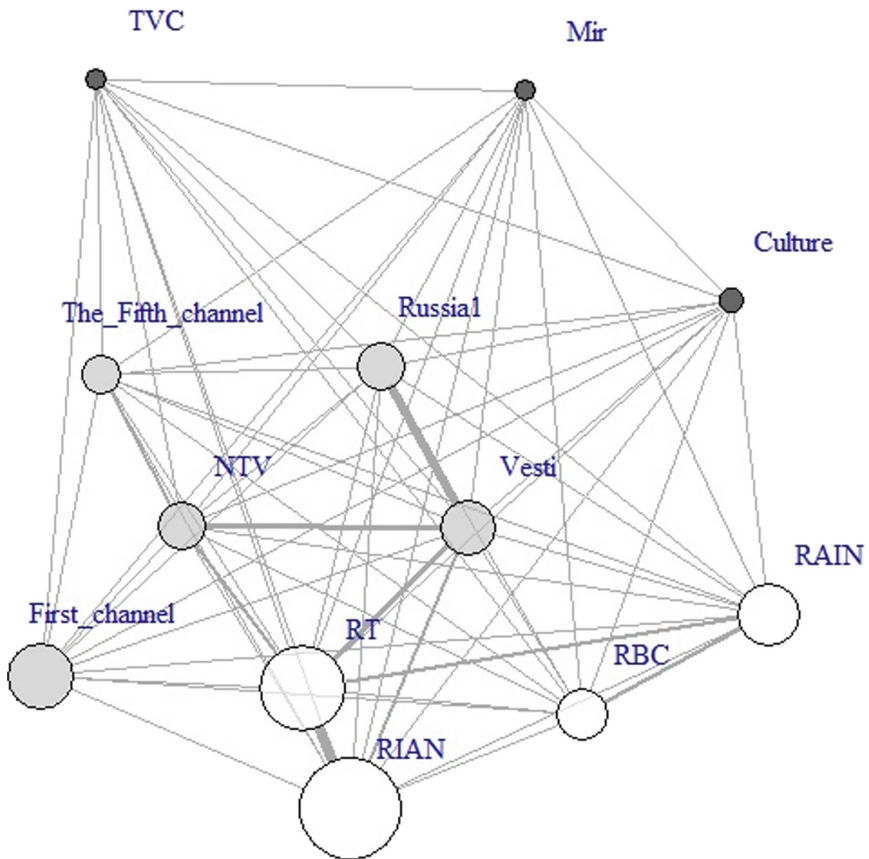 TVC
Mir
Culture
The_Fifth_channel
Russia1
NTV
Vesti
RAIN
First_channel
RT
RBC
RIAN